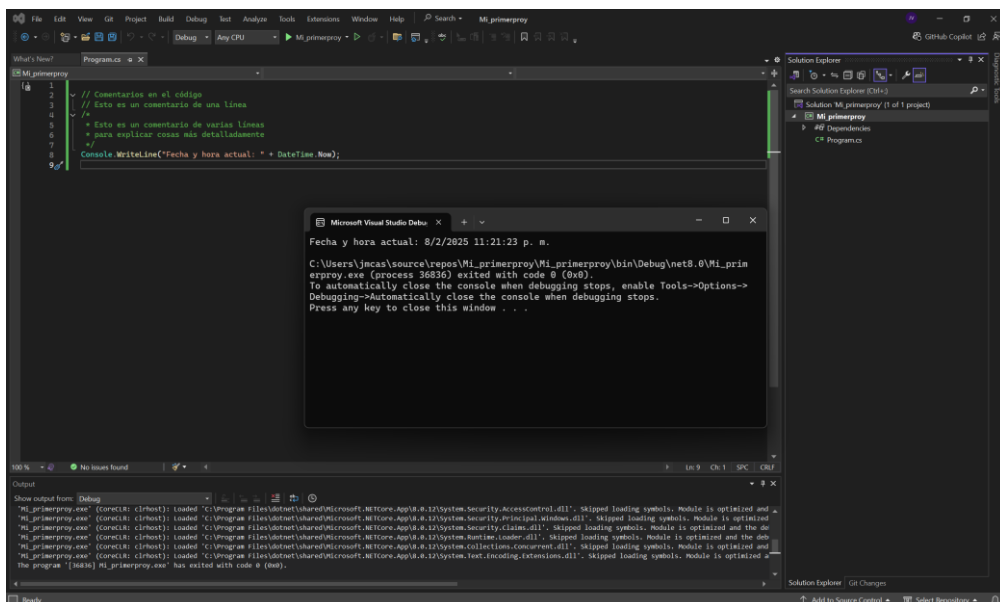 File Edit View Git Project Build Debug Test Analyze Tools Extensions Window Help Search Mi_primerproy
Debug Any CPU Mi_primerproy GitHub Copilot
What's New? Program.cs
Mi_primerproy
1
2 // Comentarios en el código
3 // Esto es un comentario de una línea
4 /*
5 * Esto es un comentario de varias líneas
6 * para explicar cosas más detalladamente
7 */
8 Console.WriteLine("Fecha y hora actual: " + DateTime.Now);
9
Solution Explorer
Search Solution Explorer (Ctrl+;)
Solution 'Mi_primerproy' (1 of 1 project)
Mi_primerproy
Dependencies
C# Program.cs
Diagnostic Tools
Microsoft Visual Studio Debu
Fecha y hora actual: 8/2/2025 11:21:23 p. m.
C:\Users\jmcas\source\repos\Mi_primerproy\Mi_primerproy\bin\Debug\net8.0\Mi_prim
erproy.exe (process 36836) exited with code 0 (0x0).
To automatically close the console when debugging stops, enable Tools->Options->
Debugging->Automatically close the console when debugging stops.
Press any key to close this window . . .
100 % No issues found Ln: 9 Ch: 1 SPC CRLF
Output
Show output from: Debug
'Mi_primerproy.exe' (CoreCLR: clrhost): Loaded 'C:\Program Files\dotnet\shared\Microsoft.NETCore.App\8.0.12\System.Security.AccessControl.dll'. Skipped loading symbols. Module is optimized and
'Mi_primerproy.exe' (CoreCLR: clrhost): Loaded 'C:\Program Files\dotnet\shared\Microsoft.NETCore.App\8.0.12\System.Security.Principal.Windows.dll'. Skipped loading symbols. Module is optimized
'Mi_primerproy.exe' (CoreCLR: clrhost): Loaded 'C:\Program Files\dotnet\shared\Microsoft.NETCore.App\8.0.12\System.Security.Claims.dll'. Skipped loading symbols. Module is optimized and the de
'Mi_primerproy.exe' (CoreCLR: clrhost): Loaded 'C:\Program Files\dotnet\shared\Microsoft.NETCore.App\8.0.12\System.Runtime.Loader.dll'. Skipped loading symbols. Module is optimized and the deb
'Mi_primerproy.exe' (CoreCLR: clrhost): Loaded 'C:\Program Files\dotnet\shared\Microsoft.NETCore.App\8.0.12\System.Collections.Concurrent.dll'. Skipped loading symbols. Module is optimized and
'Mi_primerproy.exe' (CoreCLR: clrhost): Loaded 'C:\Program Files\dotnet\shared\Microsoft.NETCore.App\8.0.12\System.Text.Encoding.Extensions.dll'. Skipped loading symbols. Module is optimized a
The program '[36836] Mi_primerproy.exe' has exited with code 0 (0x0).
Solution Explorer Git Changes
Ready Add to Source Control Select Repository